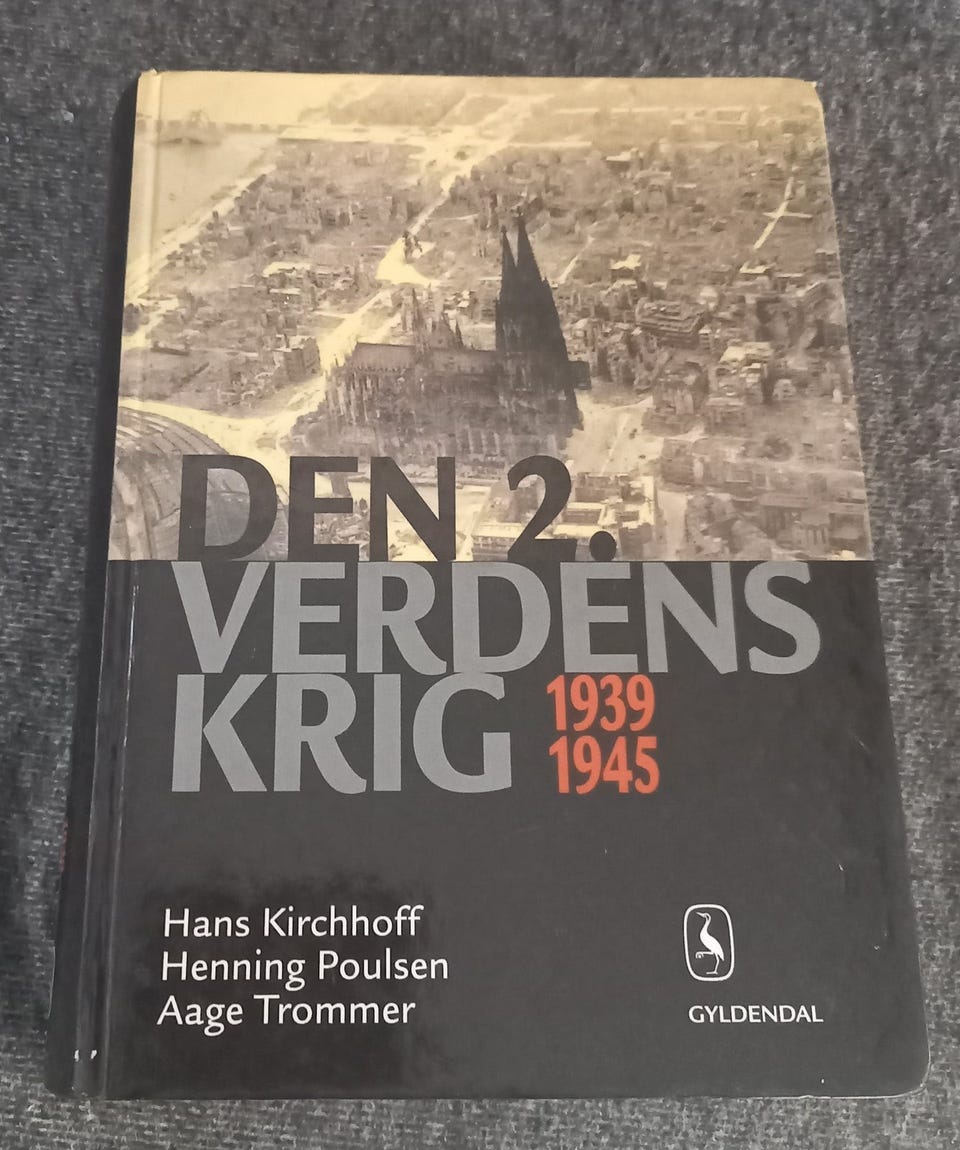 DEN 2.
VERDENS
KRIG
1939
1945
Hans Kirchhoff
Henning Poulsen
Aage Trommer
GYLDENDAL